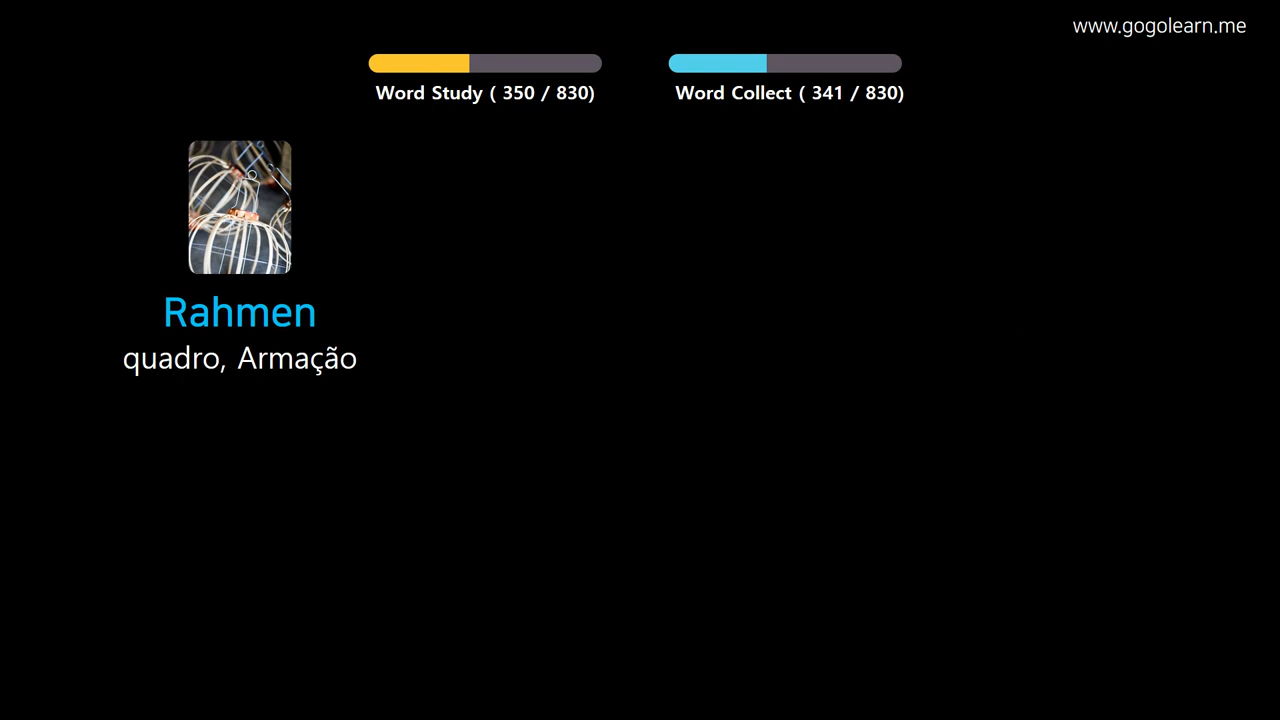 www.gogolearn.me
Word Study ( 350 / 830)
Word Collect ( 341 / 830)
Rahmen
quadro, Armação